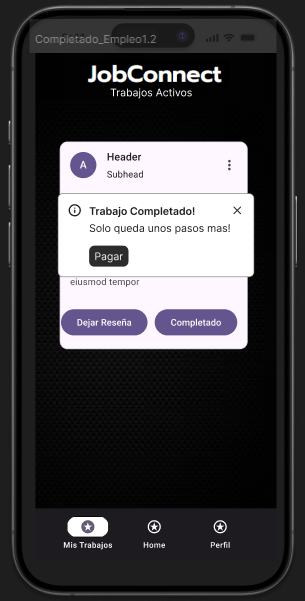 Completado_Empleo1.2
JobConnect
Trabajos Activos
A
Header
Subhead
Trabajo Completado!
Solo queda unos pasos mas!
Pagar
eiusmod tempor
Dejar Reseña
Completado
Mis Trabajos
Home
Perfil